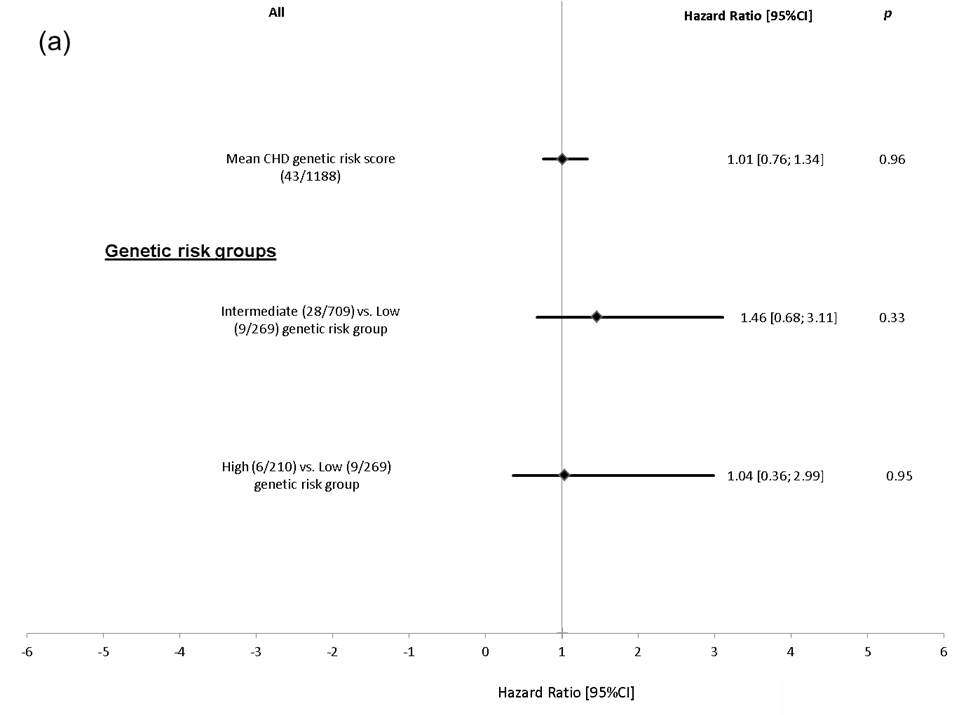 All
Hazard Ratio [95%CI]
p
(a)
Mean CHD genetic risk score
(43/1188)
1.01 [0.76; 1.34]
0.96
Genetic risk groups
Intermediate (28/709) vs. Low
(9/269) genetic risk group
1.46 [0.68; 3.11]
0.33
High (6/210) vs. Low (9/269)
genetic risk group
1.04 [0.36; 2.99]
0.95
-6 -5 -4 -3 -2 -1 0 1 2 3 4 5 6
Hazard Ratio [95%CI]